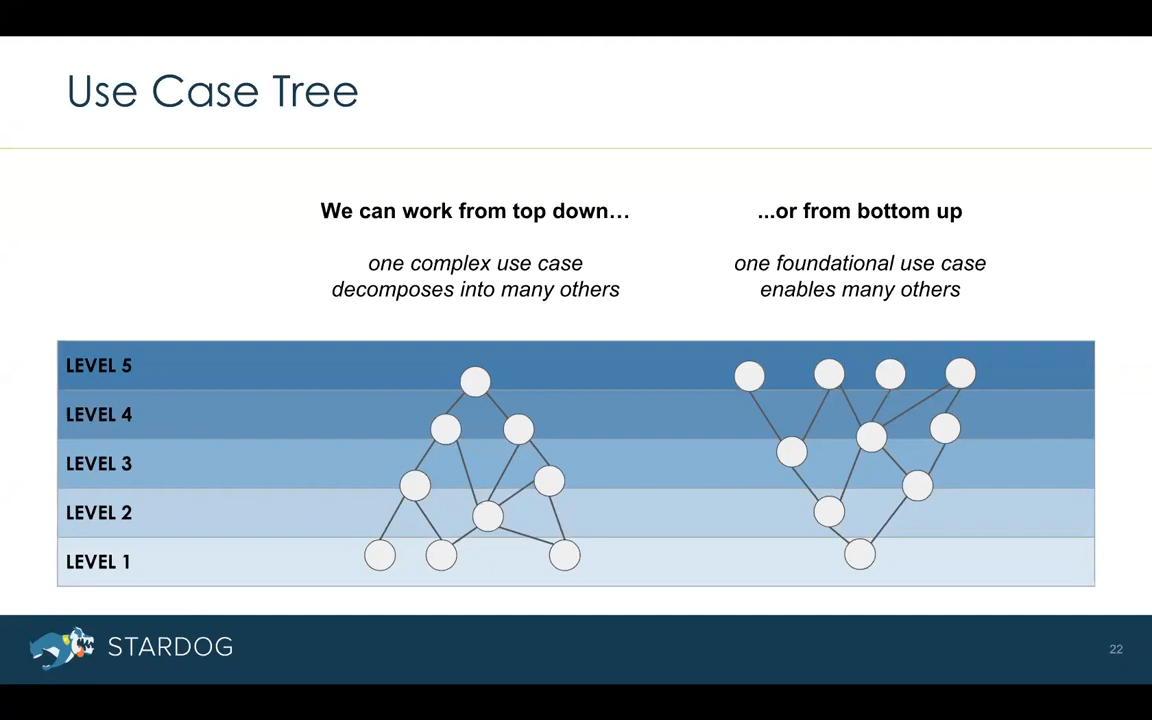 Use Case Tree
We can work from top down…
one complex use case
decomposes into many others
...or from bottom up
one foundational use case
enables many others
LEVEL 5
LEVEL 4
LEVEL 3
LEVEL 2
LEVEL 1
STARDOG
22